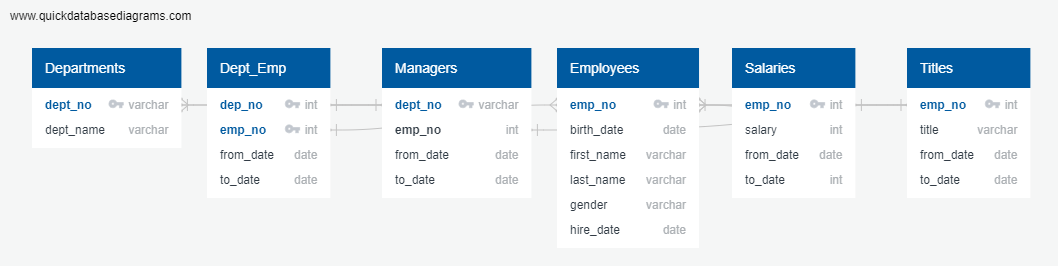 www.quickdatabasediagrams.com
Departments
dept_no varchar
dept_name varchar
Dept_Emp
dep_no int
emp_no int
from_date date
to_date date
Managers
dept_no varchar
emp_no int
from_date date
to_date date
Employees
emp_no int
birth_date date
first_name varchar
last_name varchar
gender varchar
hire_date date
Salaries
emp_no int
salary int
from_date date
to_date int
Titles
emp_no int
title varchar
from_date date
to_date date